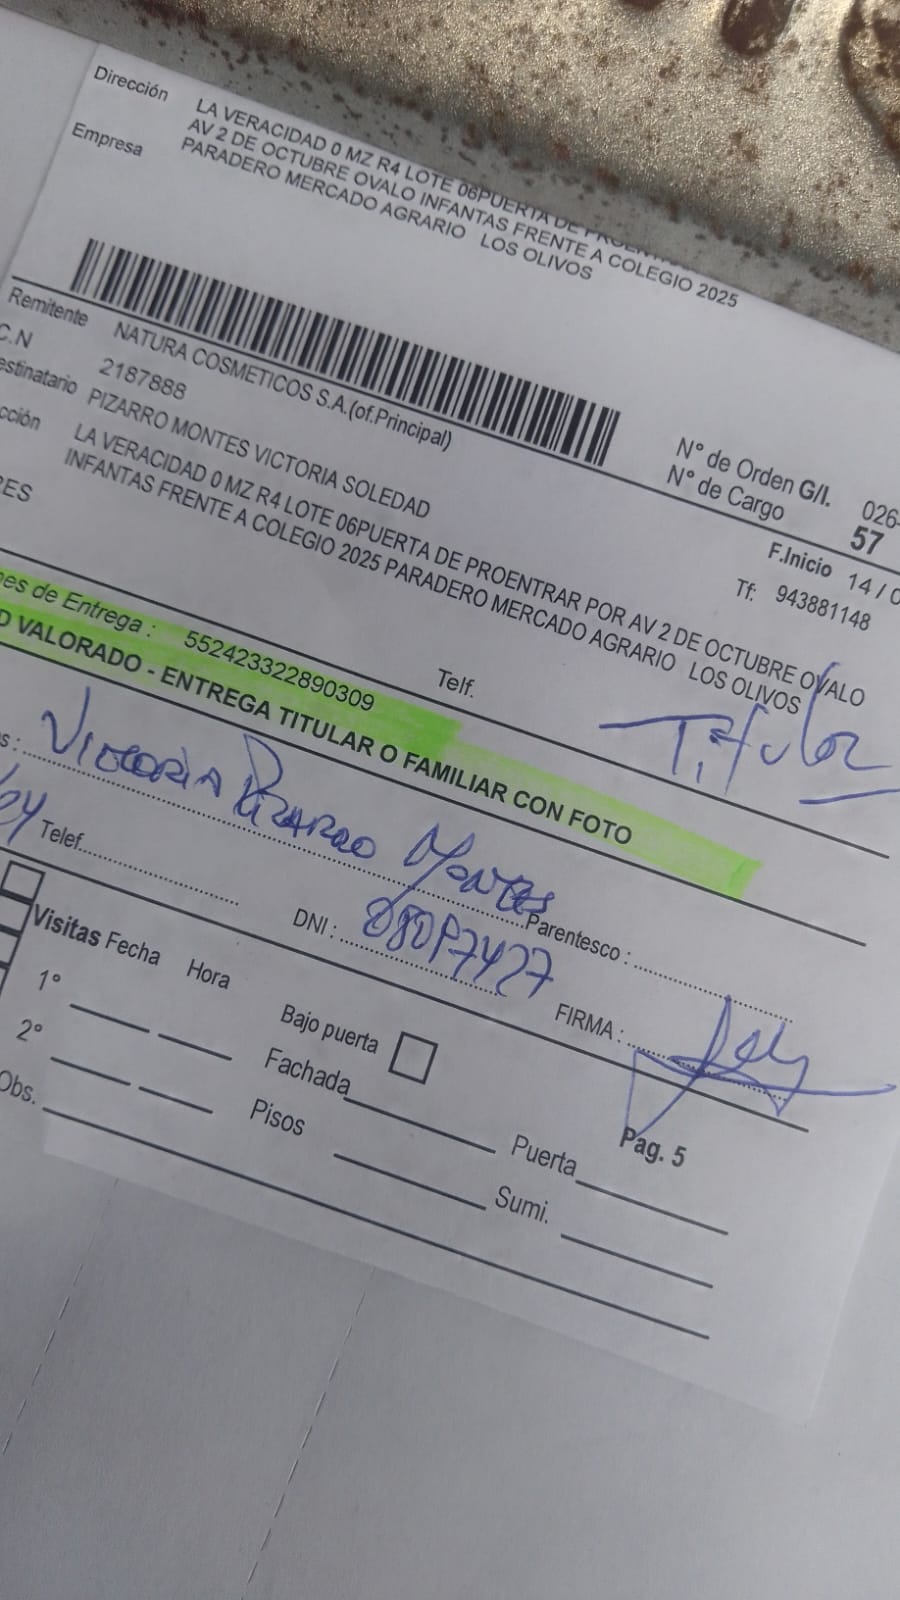 Dirección LA VERACIDAD 0 MZ R4 LOTE 06PUERTA DE
AV 2 DE OCTUBRE OVALO INFANTAS FRENTE A COLEGIO 2025
Empresa PARADERO MERCADO AGRARIO LOS OLIVOS
Remitente NATURA COSMETICOS S.A.(of.Principal)
C.N 2187888
estinatario PIZARRO MONTES VICTORIA SOLEDAD
cción LA VERACIDAD 0 MZ R4 LOTE 06PUERTA DE PROENTRAR POR AV 2 DE OCTUBRE OVALO
INFANTAS FRENTE A COLEGIO 2025 PARADERO MERCADO AGRARIO LOS OLIVOS
RES
N° de Orden G/I. 026-
N° de Cargo 57
F.Inicio 14 / 0
Tf: 943881148
nes de Entrega : 552423322890309 Telf.
Titular
D VALORADO - ENTREGA TITULAR O FAMILIAR CON FOTO
s : Victoria Pizarro Montes Parentesco :
Telef. DNI : FIRMA :
Visitas Fecha Hora
1°
2°
Obs.
Bajo puerta
Fachada Puerta
Pisos Sumi.
Pag. 5